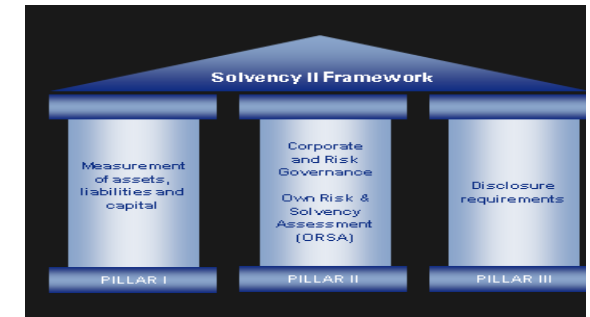 Solvency II Framework
Measurement
of assets,
liabilities and
capital
PILLAR I
Corporate
and Risk
Governance
Own Risk &
Solvency
Assessment
(ORSA)
PILLAR II
Disclosure
requirements
PILLAR III